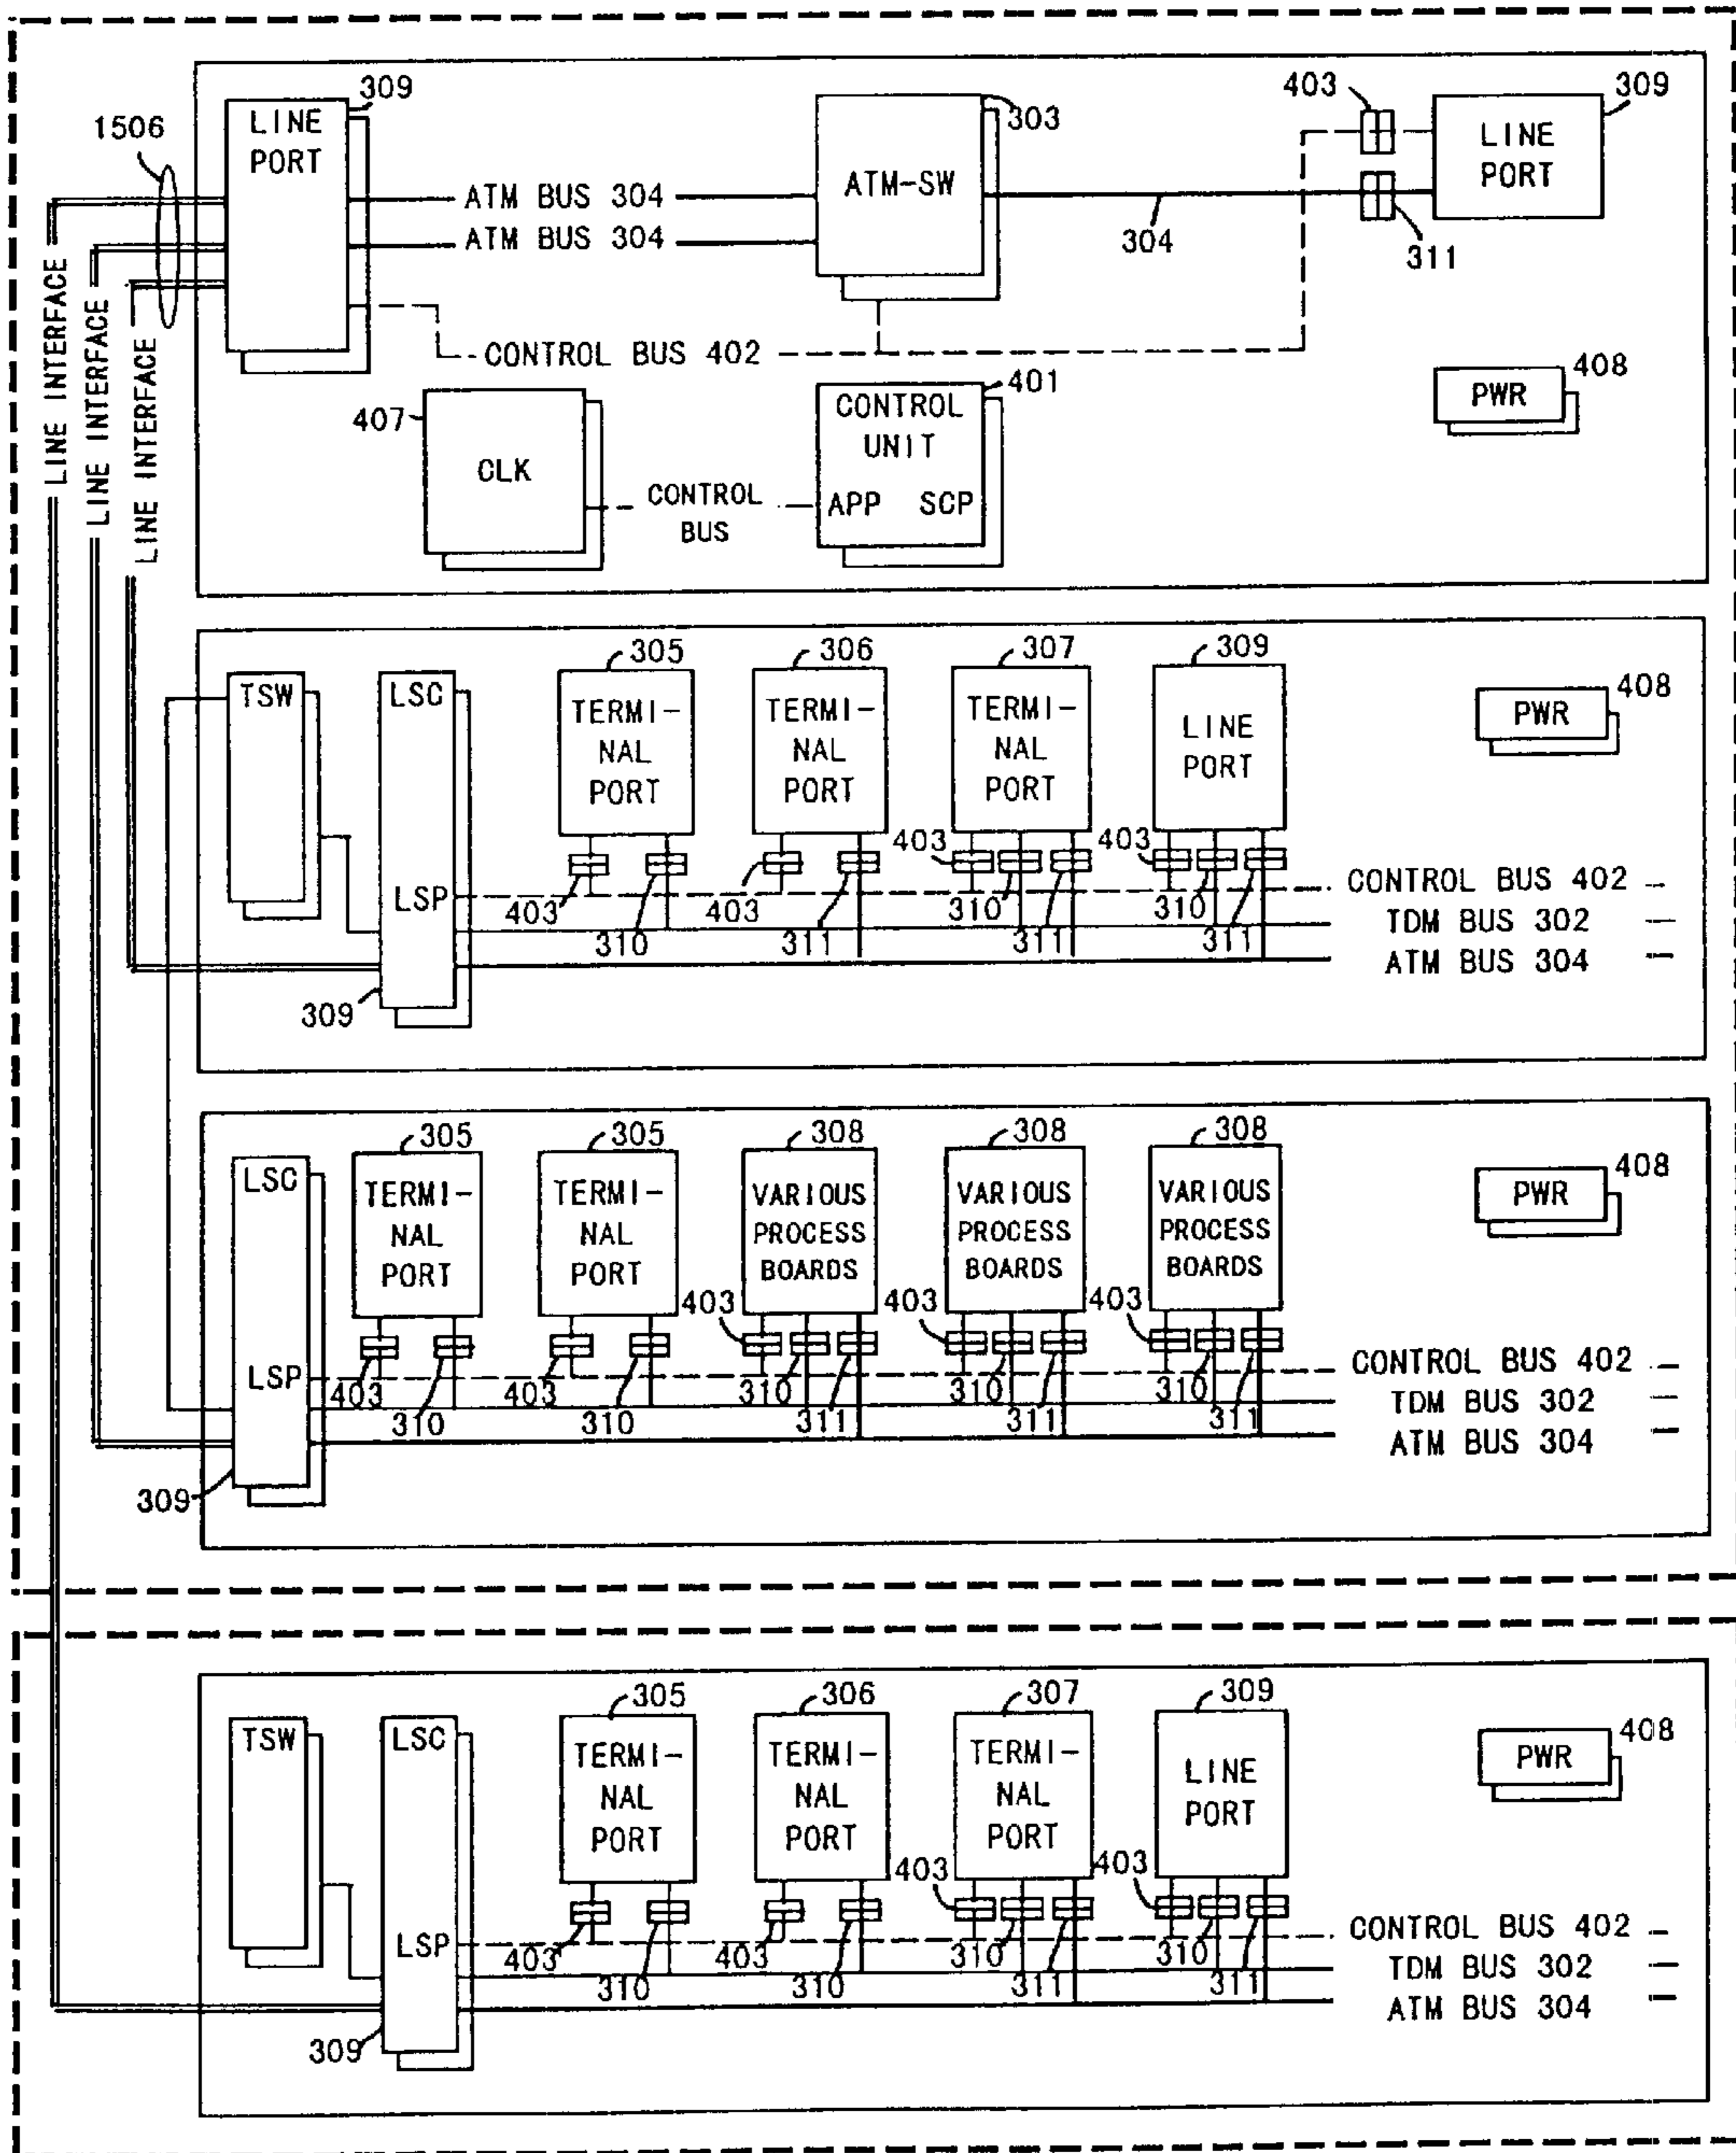 309
LINE
PORT
1506
ATM BUS 304
ATM BUS 304
303
ATM-SW
304
403
311
309
LINE
PORT
CONTROL BUS 402
LINE INTERFACE
LINE INTERFACE
LINE INTERFACE
407
CLK
CONTROL
BUS
401
CONTROL
UNIT
APP SCP
408
PWR
TSW
LSC
LSP
309
305
TERMI-
NAL
PORT
306
TERMI-
NAL
PORT
307
TERMI-
NAL
PORT
309
LINE
PORT
408
PWR
403
403
403
310
403
311
310
311
310
311
CONTROL BUS 402
TDM BUS 302
ATM BUS 304
LSC
LSP
309
305
TERMI-
NAL
PORT
305
TERMI-
NAL
PORT
308
VARIOUS
PROCESS
BOARDS
308
VARIOUS
PROCESS
BOARDS
308
VARIOUS
PROCESS
BOARDS
408
PWR
403
403
403
403
310
403
310
310
311
310
311
310
311
CONTROL BUS 402
TDM BUS 302
ATM BUS 304
TSW
LSC
LSP
309
305
TERMI-
NAL
PORT
306
TERMI-
NAL
PORT
307
TERMI-
NAL
PORT
309
LINE
PORT
408
PWR
403
403
403
310
403
310
310
311
310
311
CONTROL BUS 402
TDM BUS 302
ATM BUS 304